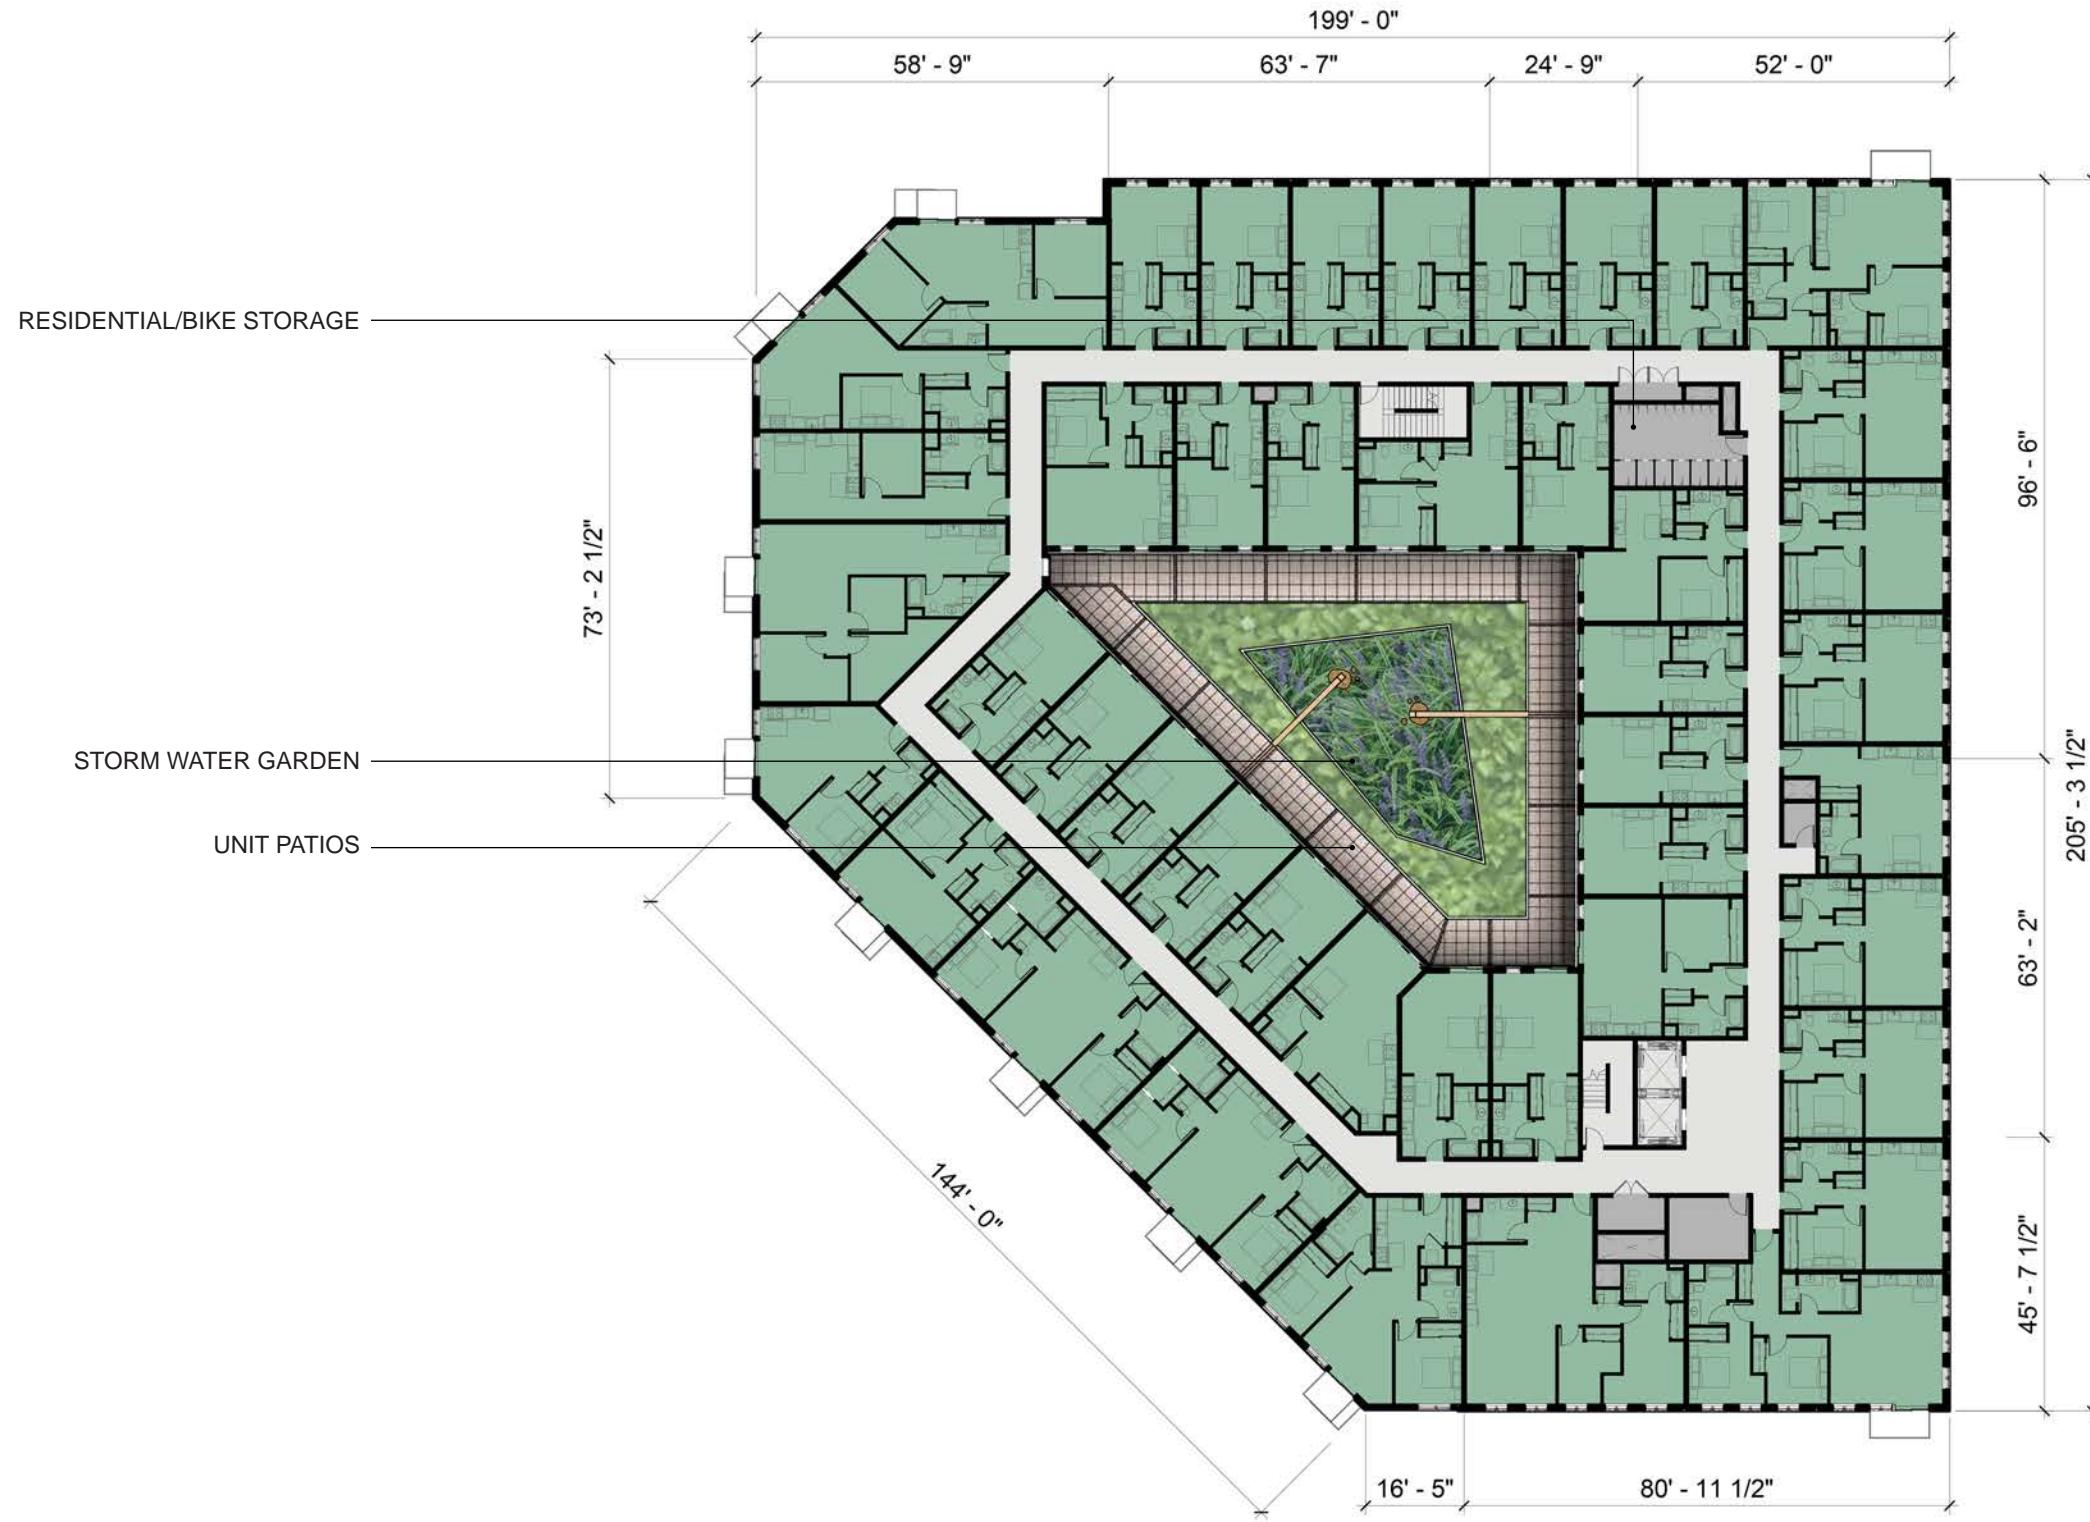 199' - 0"
58' - 9"
63' - 7"
24' - 9"
52' - 0"
RESIDENTIAL/BIKE STORAGE
96' - 6"
73' - 2 1/2"
STORM WATER GARDEN
205' - 3 1/2"
UNIT PATIOS
63' - 2"
144' - 0"
45' - 7 1/2"
16' - 5"
80' - 11 1/2"